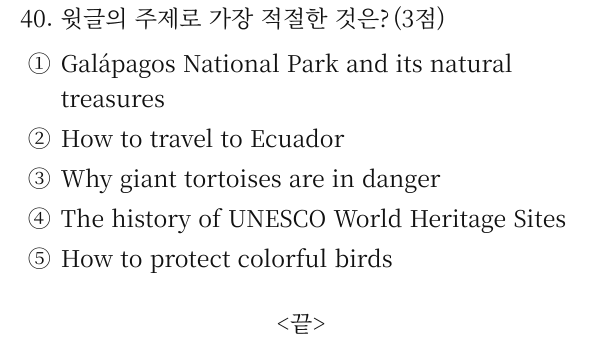 40. 윗글의 주제로 가장 적절한 것은? (3점)
① Galápagos National Park and its natural
treasures
② How to travel to Ecuador
③ Why giant tortoises are in danger
④ The history of UNESCO World Heritage Sites
⑤ How to protect colorful birds
<끝>